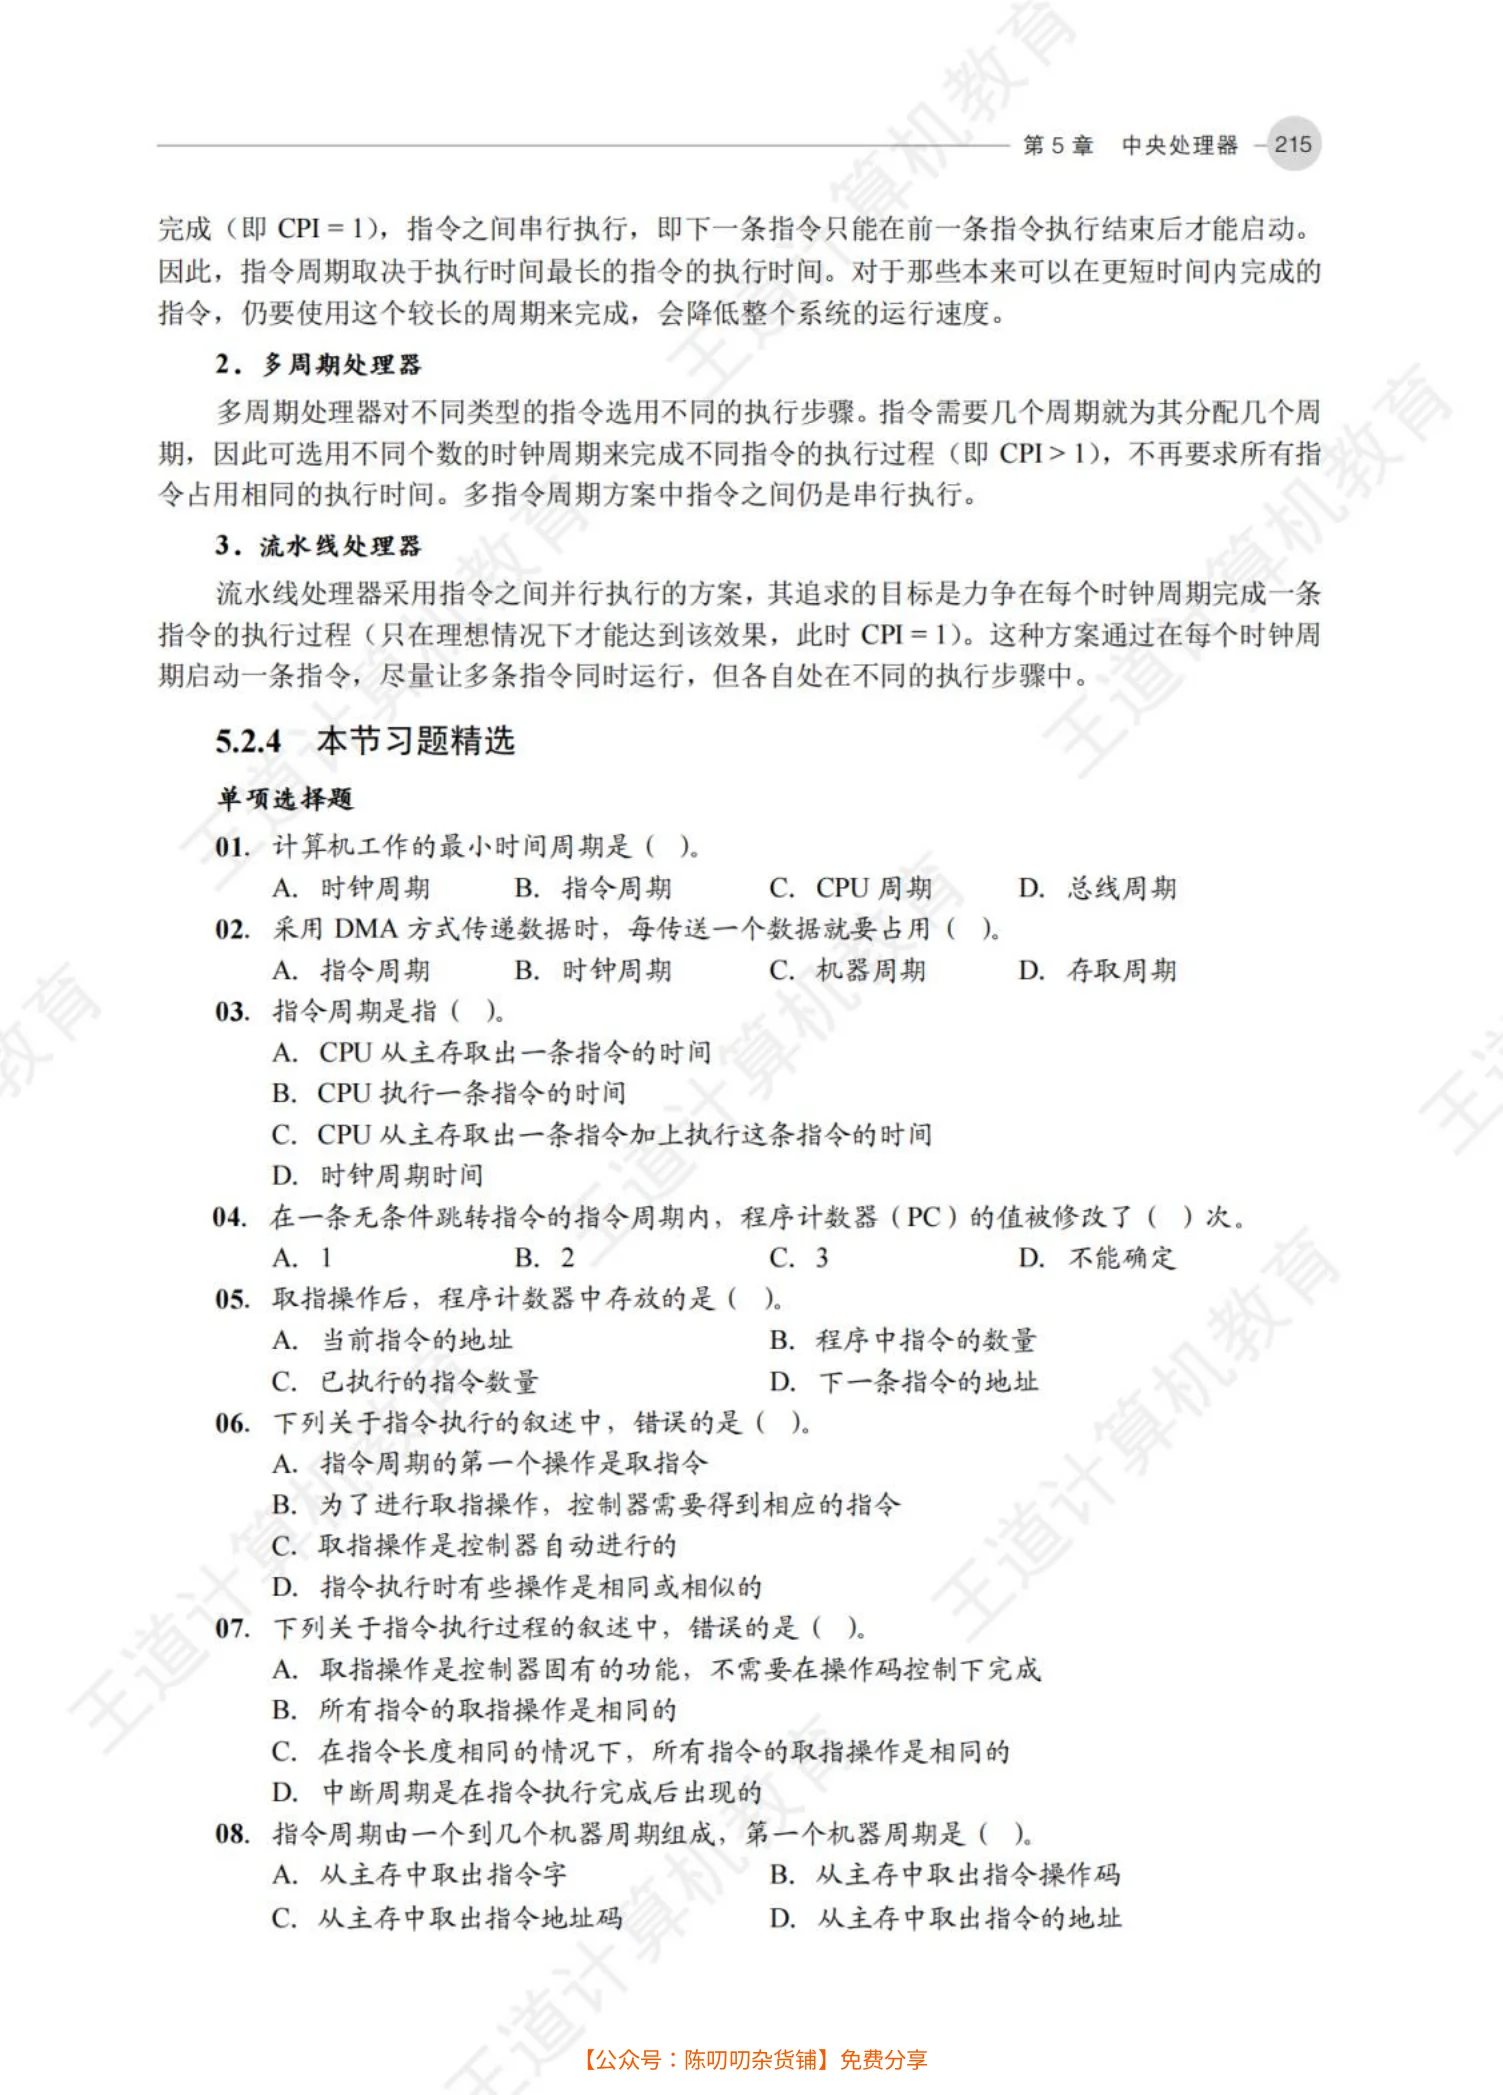 第 5 章　中央处理器　215
完成（即 CPI = 1），指令之间串行执行，即下一条指令只能在前一条指令执行结束后才能启动。
因此，指令周期取决于执行时间最长的指令的执行时间。对于那些本来可以在更短时间内完成的
指令，仍要使用这个较长的周期来完成，会降低整个系统的运行速度。
2．多周期处理器
多周期处理器对不同类型的指令选用不同的执行步骤。指令需要几个周期就为其分配几个周
期，因此可选用不同个数的时钟周期来完成不同指令的执行过程（即 CPI > 1），不再要求所有指
令占用相同的执行时间。多指令周期方案中指令之间仍是串行执行。
3．流水线处理器
流水线处理器采用指令之间并行执行的方案，其追求的目标是力争在每个时钟周期完成一条
指令的执行过程（只在理想情况下才能达到该效果，此时 CPI = 1）。这种方案通过在每个时钟周
期启动一条指令，尽量让多条指令同时运行，但各自处在不同的执行步骤中。
5.2.4　本节习题精选
单项选择题
01. 计算机工作的最小时间周期是（　）。
A. 时钟周期　B. 指令周期　C. CPU 周期　D. 总线周期
02. 采用 DMA 方式传递数据时，每传送一个数据就要占用（　）。
A. 指令周期　B. 时钟周期　C. 机器周期　D. 存取周期
03. 指令周期是指（　）。
A. CPU 从主存取出一条指令的时间
B. CPU 执行一条指令的时间
C. CPU 从主存取出一条指令加上执行这条指令的时间
D. 时钟周期时间
04. 在一条无条件跳转指令的指令周期内，程序计数器（PC）的值被修改了（　）次。
A. 1　B. 2　C. 3　D. 不能确定
05. 取指操作后，程序计数器中存放的是（　）。
A. 当前指令的地址　B. 程序中指令的数量
C. 已执行的指令数量　D. 下一条指令的地址
06. 下列关于指令执行的叙述中，错误的是（　）。
A. 指令周期的第一个操作是取指令
B. 为了进行取指操作，控制器需要得到相应的指令
C. 取指操作是控制器自动进行的
D. 指令执行时有些操作是相同或相似的
07. 下列关于指令执行过程的叙述中，错误的是（　）。
A. 取指操作是控制器固有的功能，不需要在操作码控制下完成
B. 所有指令的取指操作是相同的
C. 在指令长度相同的情况下，所有指令的取指操作是相同的
D. 中断周期是在指令执行完成后出现的
08. 指令周期由一个到几个机器周期组成，第一个机器周期是（　）。
A. 从主存中取出指令字　B. 从主存中取出指令操作码
C. 从主存中取出指令地址码　D. 从主存中取出指令的地址
王道计算机教育
【公众号：陈叨叨杂货铺】免费分享